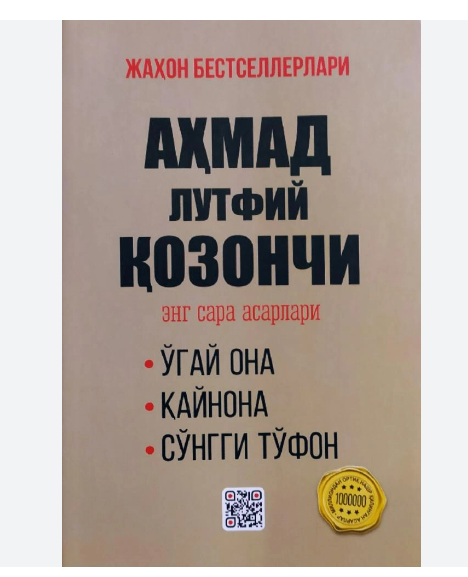 ЖАҲОН БЕСТСЕЛЛЕРЛАРИ
АҲМАД
ЛУТФИЙ
ҚОЗОНЧИ
энг сара асарлари
• ЎГАЙ ОНА
• ҚАЙНОНА
• СЎНГГИ ТЎФОН
1000000